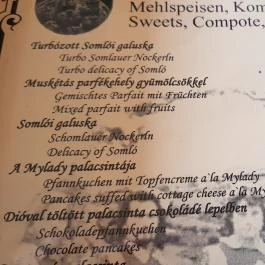 Mehlspeisen, Kom
Sweets, Compote,
Turbózott Somlói galuska
Turbo Somlauer Nockerln
Turbo delicacy of Somló
Muskétás parfékehely gyümölcsökkel
Gemischtes Parfait mit Früchten
Mixed parfait with fruits
Somlói galuska
Schomlauer Nockerln
Delicacy of Somló
A Mylady palacsintája
Pfannkuchen mit Topfencreme a`la Mylady
Pancakes suffed with cottage cheese a`la My
Dióval töltött palacsinta csokoládé lepelben
Schokoladepfannkuchen
Chocolate pancakes